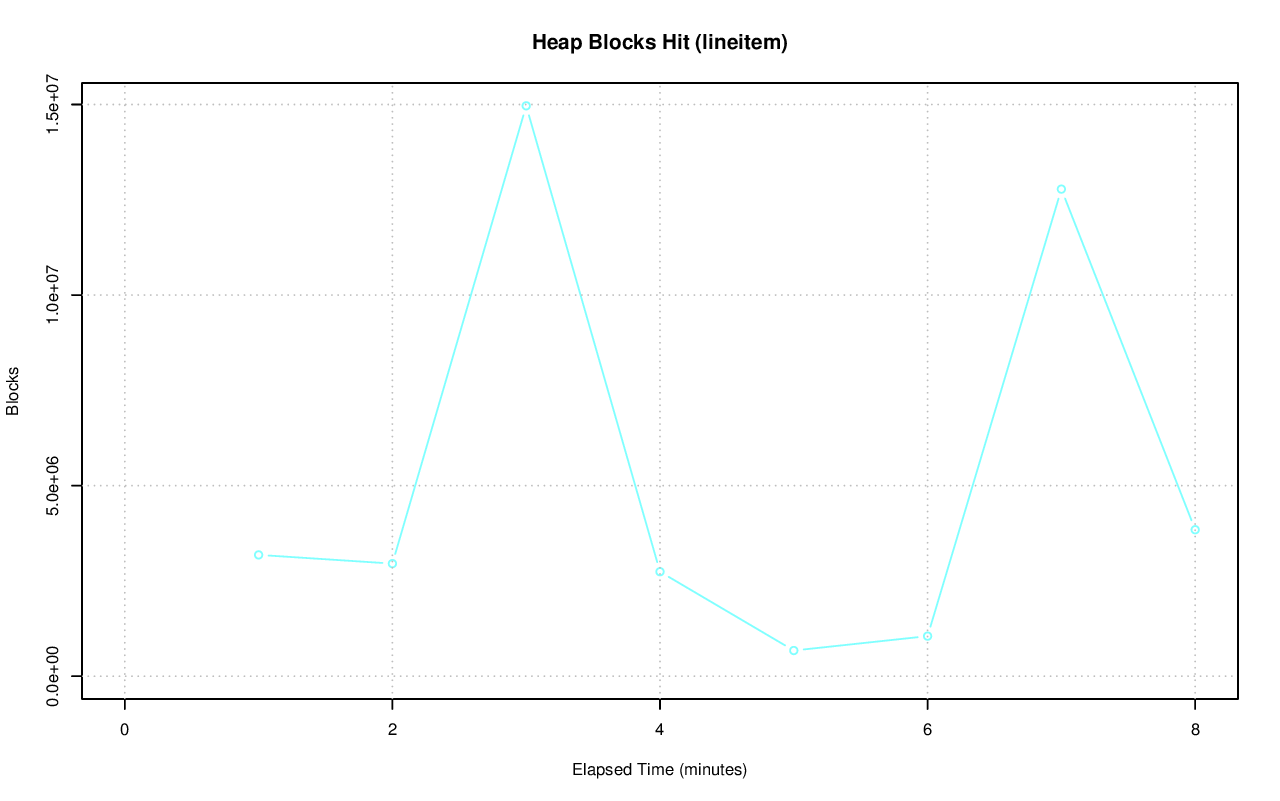 Heap Blocks Hit (lineitem)
1.5e+07
1.0e+07
5.0e+06
0.0e+00
Blocks
0 2 4 6 8
Elapsed Time (minutes)